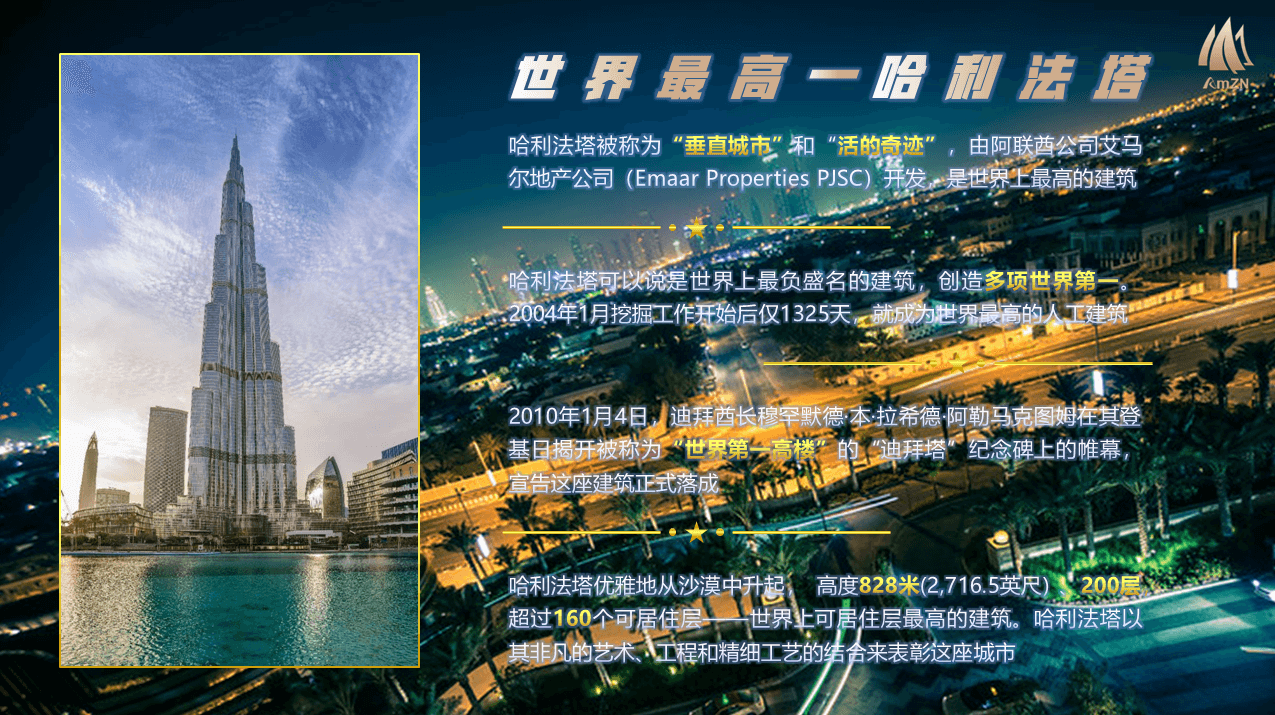 世界最高一哈利法塔
AmZN
哈利法塔被称为“垂直城市”和“活的奇迹”，由阿联酋公司艾马
尔地产公司（Emaar Properties PJSC）开发，是世界上最高的建筑
哈利法塔可以说是世界上最负盛名的建筑，创造多项世界第一。
2004年1月挖掘工作开始后仅1325天，就成为世界最高的人工建筑
2010年1月4日，迪拜酋长穆罕默德·本·拉希德·阿勒马克图姆在其登
基日揭开被称为“世界第一高楼”的“迪拜塔”纪念碑上的帷幕，
宣告这座建筑正式落成
哈利法塔优雅地从沙漠中升起， 高度828米(2,716.5英尺) 、200层
超过160个可居住层——世界上可居住层最高的建筑。哈利法塔以
其非凡的艺术、工程和精细工艺的结合来表彰这座城市